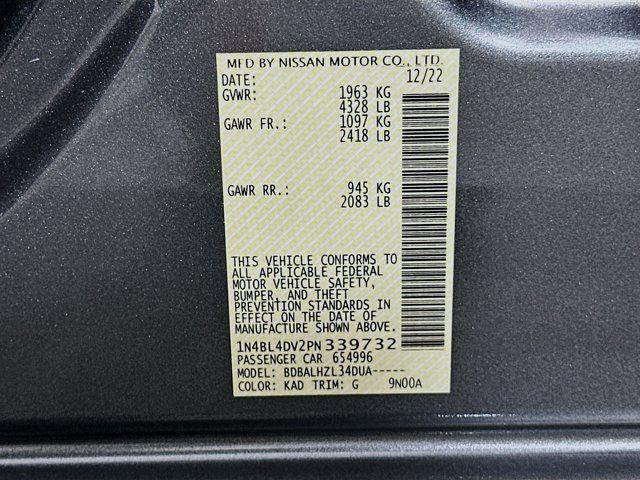 MFD BY NISSAN MOTOR CO., LTD.
DATE: 12/22
GVWR: 1963 KG
4328 LB
GAWR FR.: 1097 KG
2418 LB
GAWR RR.: 945 KG
2083 LB
THIS VEHICLE CONFORMS TO
ALL APPLICABLE FEDERAL
MOTOR VEHICLE SAFETY,
BUMPER, AND THEFT
PREVENTION STANDARDS IN
EFFECT ON THE DATE OF
MANUFACTURE SHOWN ABOVE.
1N4BL4DV2PN339732
PASSENGER CAR 654996
MODEL: BDBALHZL34DUA-----
COLOR: KAD TRIM: G 9N00A